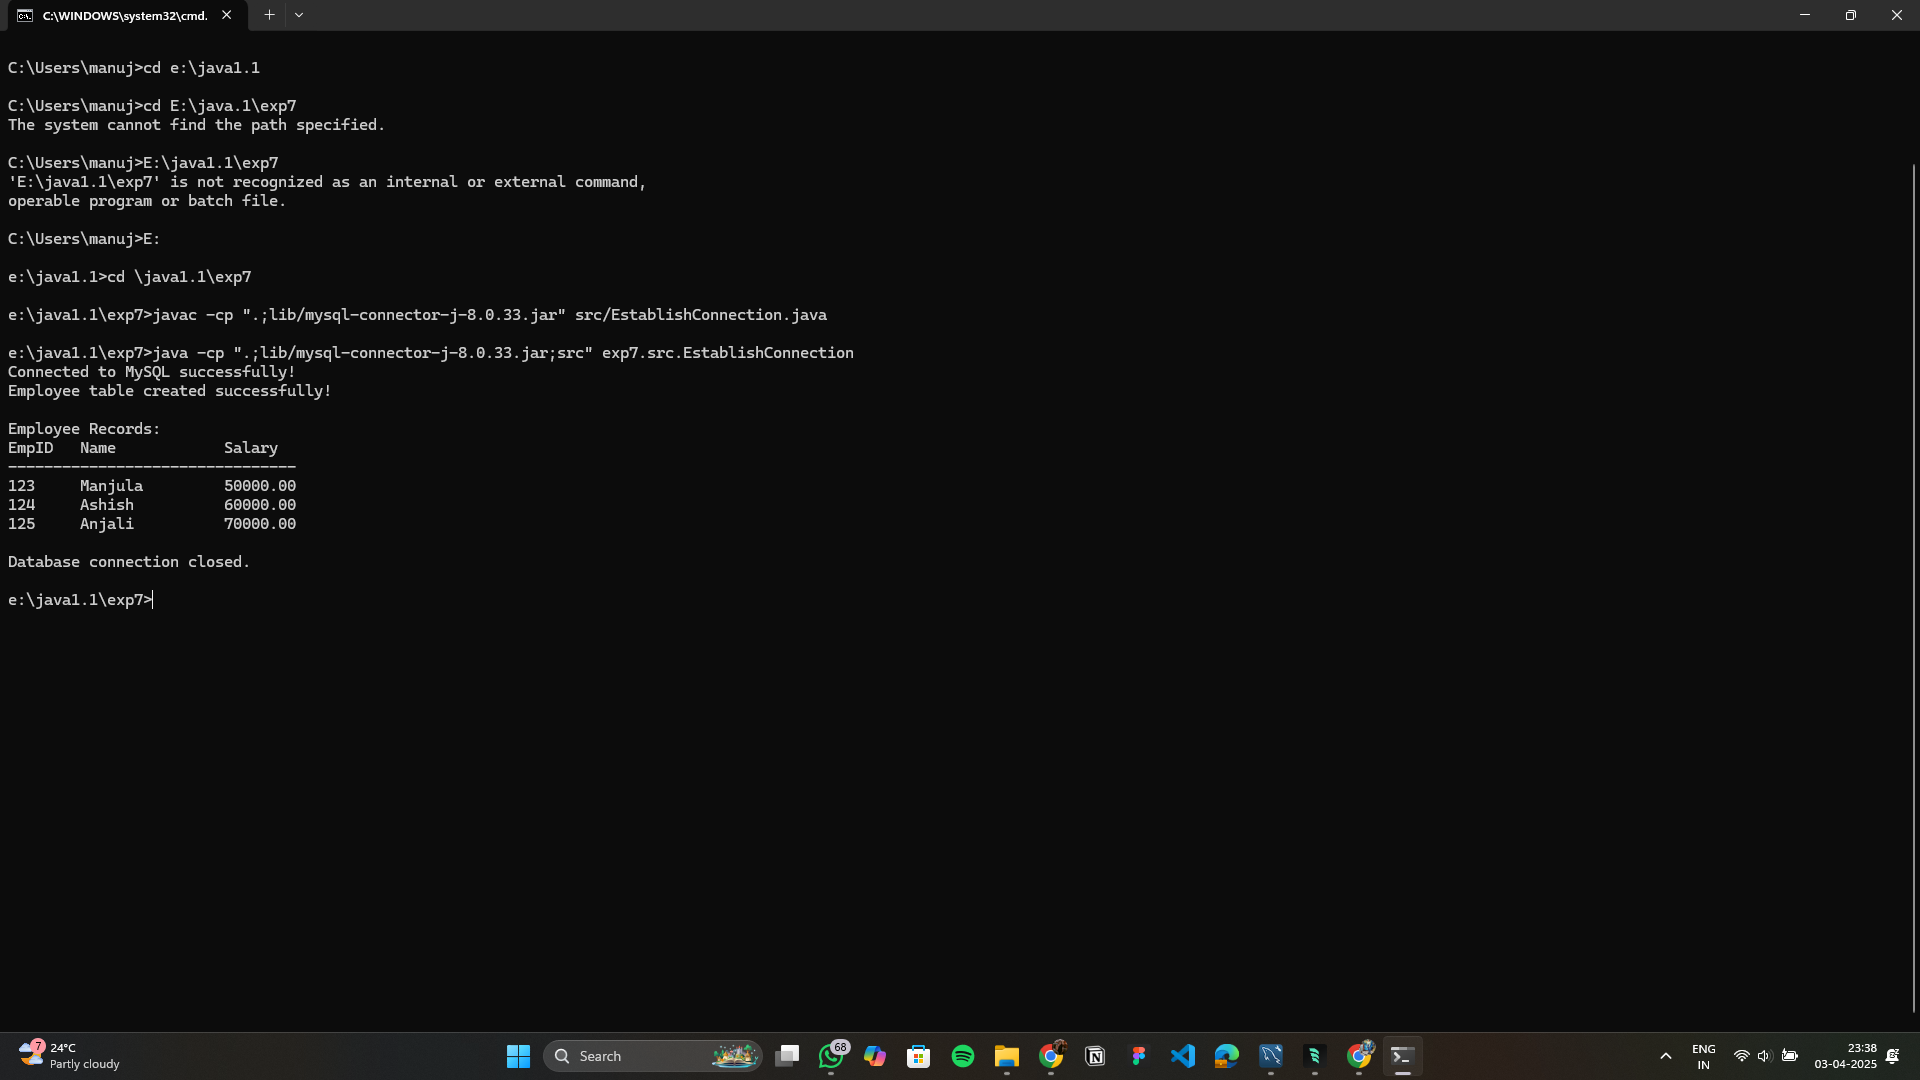 C:\WINDOWS\system32\cmd.
C:\Users\manuj>cd e:\java1.1
C:\Users\manuj>cd E:\java.1\exp7
The system cannot find the path specified.
C:\Users\manuj>E:\java1.1\exp7
'E:\java1.1\exp7' is not recognized as an internal or external command,
operable program or batch file.
C:\Users\manuj>E:
e:\java1.1>cd \java1.1\exp7
e:\java1.1\exp7>javac -cp ".;lib/mysql-connector-j-8.0.33.jar" src/EstablishConnection.java
e:\java1.1\exp7>java -cp ".;lib/mysql-connector-j-8.0.33.jar;src" exp7.src.EstablishConnection
Connected to MySQL successfully!
Employee table created successfully!
Employee Records:
EmpID   Name            Salary
--------------------------------
123     Manjula         50000.00
124     Ashish          60000.00
125     Anjali          70000.00
Database connection closed.
e:\java1.1\exp7>
7
24°C
Partly cloudy
Search
68
ENG
IN
23:38
03-04-2025